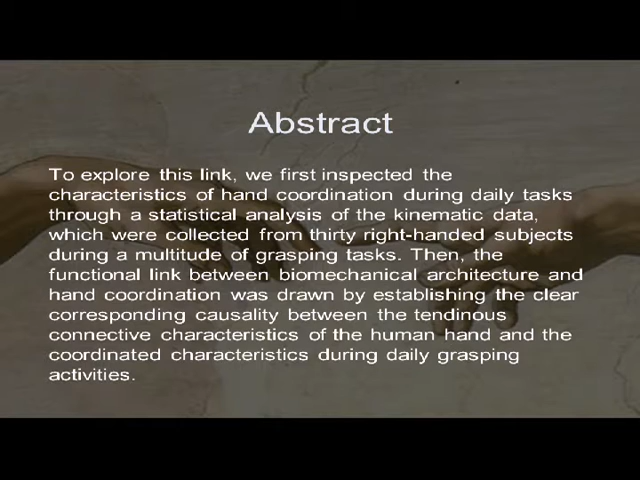 Abstract
To explore this link, we first inspected the
characteristics of hand coordination during daily tasks
through a statistical analysis of the kinematic data,
which were collected from thirty right-handed subjects
during a multitude of grasping tasks. Then, the
functional link between biomechanical architecture and
hand coordination was drawn by establishing the clear
corresponding causality between the tendinous
connective characteristics of the human hand and the
coordinated characteristics during daily grasping
activities.